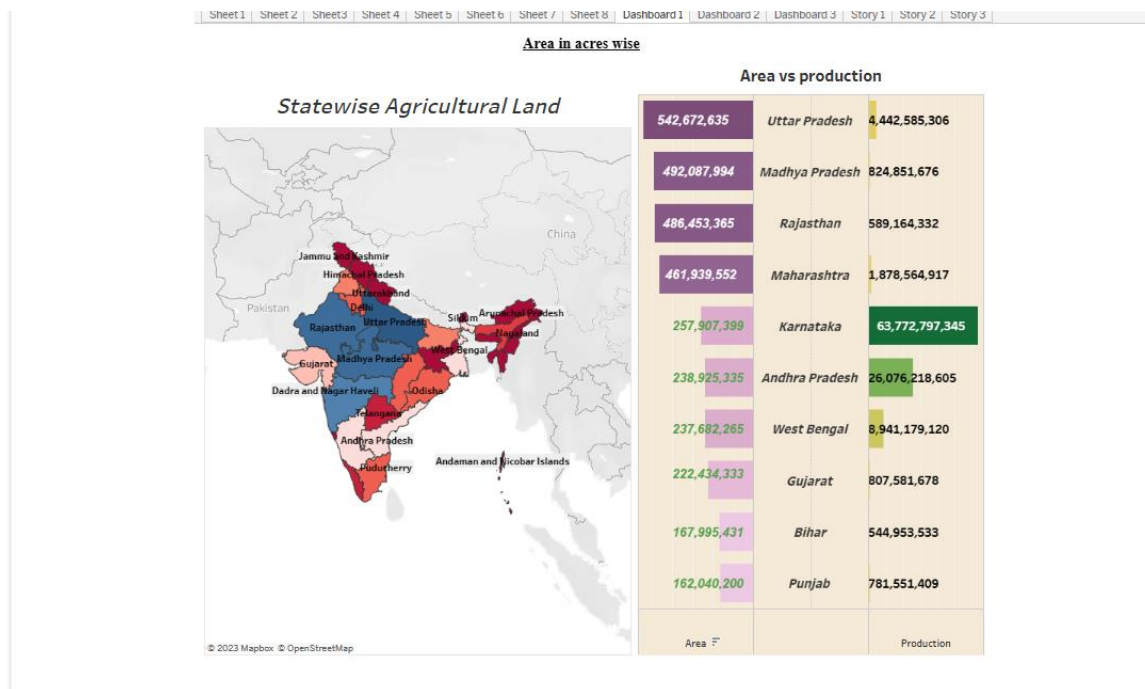 Sheet 1 Sheet 2 Sheet3 Sheet 4 Sheet 5 Sheet 6 Sheet 7 Sheet 8 Dashboard 1 Dashboard 2 Dashboard 3 Story 1 Story 2 Story 3
Area in acres wise
Statewise Agricultural Land
China
Jammu and Kashmir
Himachal Pradesh
Uttarakhand
Pakistan
Delhi
Sikkim
Arunachal Pradesh
Rajasthan
Uttar Pradesh
Nagaland
West Bengal
Gujarat
Madhya Pradesh
Dadra and Nagar Haveli
Odisha
Telangana
Andhra Pradesh
Puducherry
Andaman and Nicobar Islands
© 2023 Mapbox © OpenStreetMap
Area vs production
542,672,635 Uttar Pradesh 4,442,585,306
492,087,994 Madhya Pradesh 824,851,676
486,453,365 Rajasthan 589,164,332
461,939,552 Maharashtra 1,878,564,917
257,907,399 Karnataka 63,772,797,345
238,925,335 Andhra Pradesh 26,076,218,605
237,682,265 West Bengal 8,941,179,120
222,434,333 Gujarat 807,581,678
167,995,431 Bihar 544,953,533
162,040,200 Punjab 781,551,409
Area Production